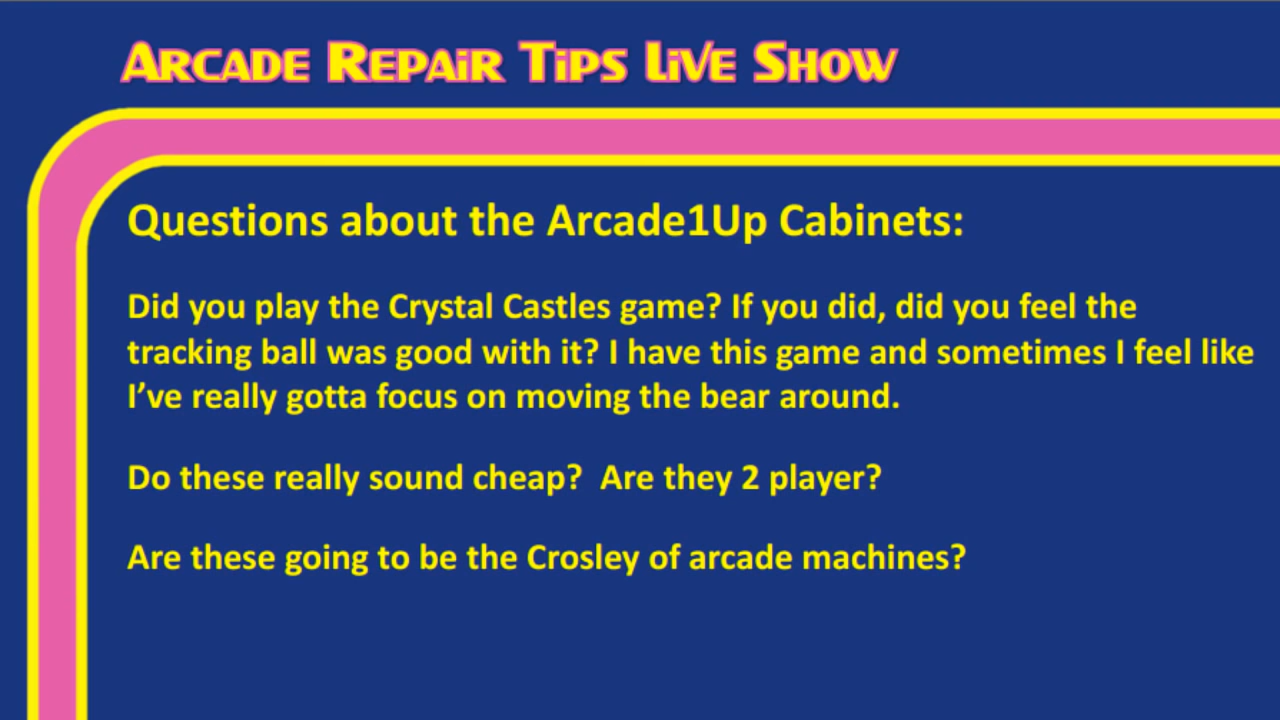 Arcade Repair Tips Live Show
Questions about the Arcade1Up Cabinets:
Did you play the Crystal Castles game? If you did, did you feel the
tracking ball was good with it? I have this game and sometimes I feel like
I’ve really gotta focus on moving the bear around.
Do these really sound cheap?  Are they 2 player?
Are these going to be the Crosley of arcade machines?